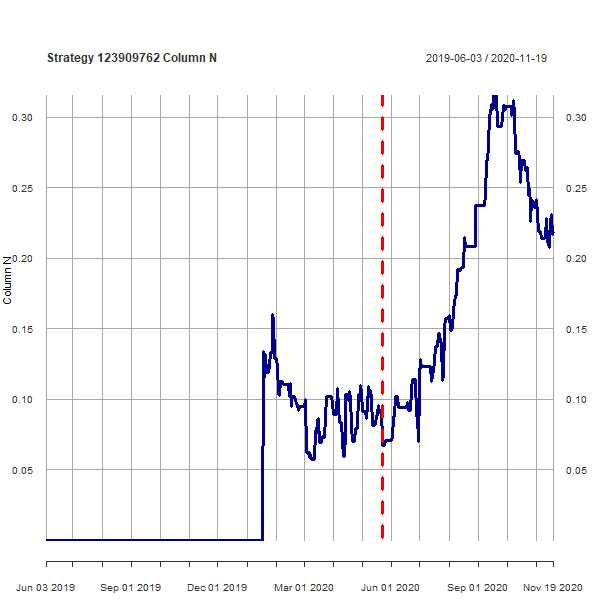 Strategy 123909762 Column N
2019-06-03 / 2020-11-19
0.30
0.30
0.25
0.25
0.20
0.20
Column N
0.15
0.15
0.10
0.10
0.05
0.05
Jun 03 2019
Sep 01 2019
Dec 01 2019
Mar 01 2020
Jun 01 2020
Sep 01 2020
Nov 19 2020